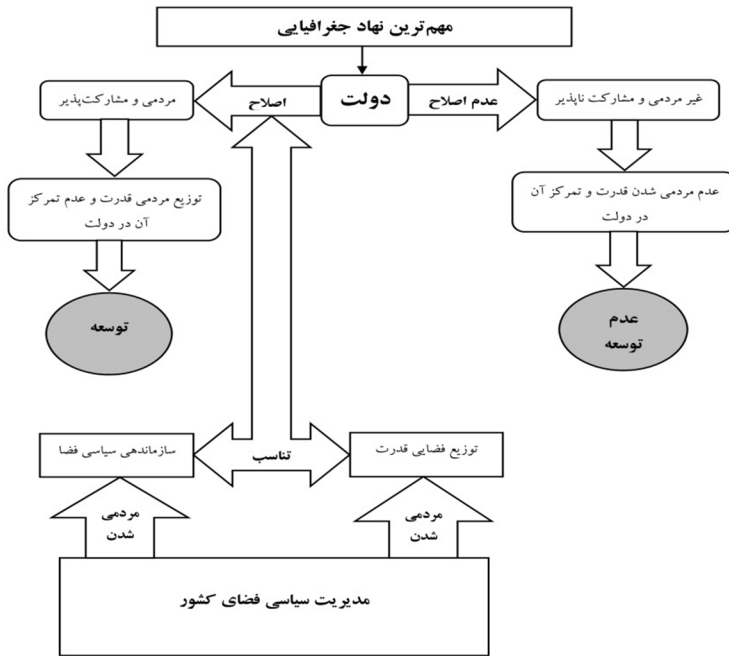 مهم‌ترین نهاد جغرافیایی
دولت
عدم اصلاح
اصلاح
غیر مردمی و مشارکت ناپذیر
مردمی و مشارکت‌پذیر
عدم مردمی شدن قدرت و تمرکز آن
در دولت
توزیع مردمی قدرت و عدم تمرکز
آن در دولت
عدم
توسعه
توسعه
توزیع فضایی قدرت
تناسب
سازماندهی سیاسی فضا
مردمی
شدن
مردمی
شدن
مدیریت سیاسی فضای کشور